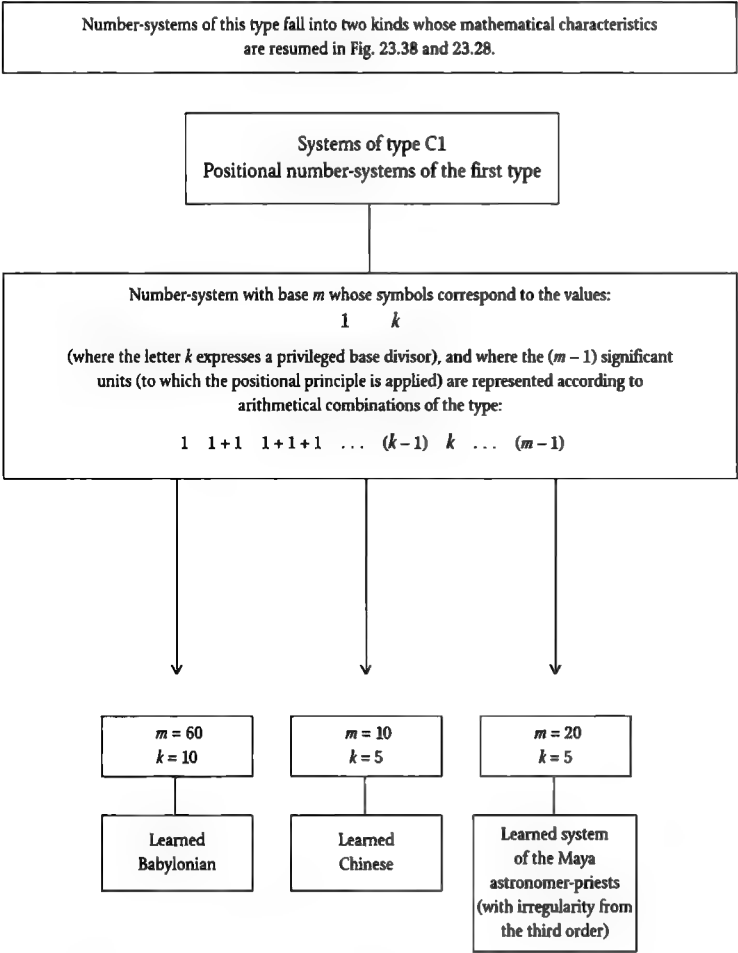 Number-systems of this type fall into two kinds whose mathematical characteristics
are resumed in Fig. 23.38 and 23.28.
Systems of type C1
Positional number-systems of the first type
Number-system with base m whose symbols correspond to the values:
1 k
(where the letter k expresses a privileged base divisor), and where the (m – 1) significant
units (to which the positional principle is applied) are represented according to
arithmetical combinations of the type:
1 1 + 1 1 + 1 + 1 ... (k – 1) k ... (m – 1)
m = 60
k = 10
m = 10
k = 5
m = 20
k = 5
Learned
Babylonian
Learned
Chinese
Learned system
of the Maya
astronomer-priests
(with irregularity from
the third order)